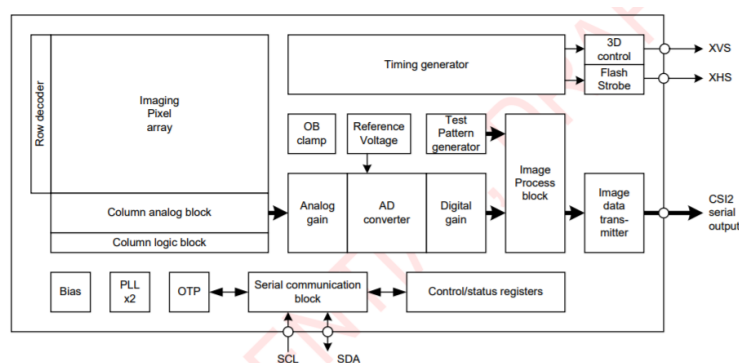 Row decoder
Imaging
Pixel
array
Column analog block
Column logic block
Timing generator
3D
control
Flash
Strobe
XVS
XHS
OB
clamp
Reference
Voltage
Test
Pattern
generator
Analog
gain
AD
converter
Digital
gain
Image
Process
block
Image
data
trans-
mitter
CSI2
serial
output
Bias
PLL
x2
OTP
Serial communication
block
Control/status registers
SCL
SDA